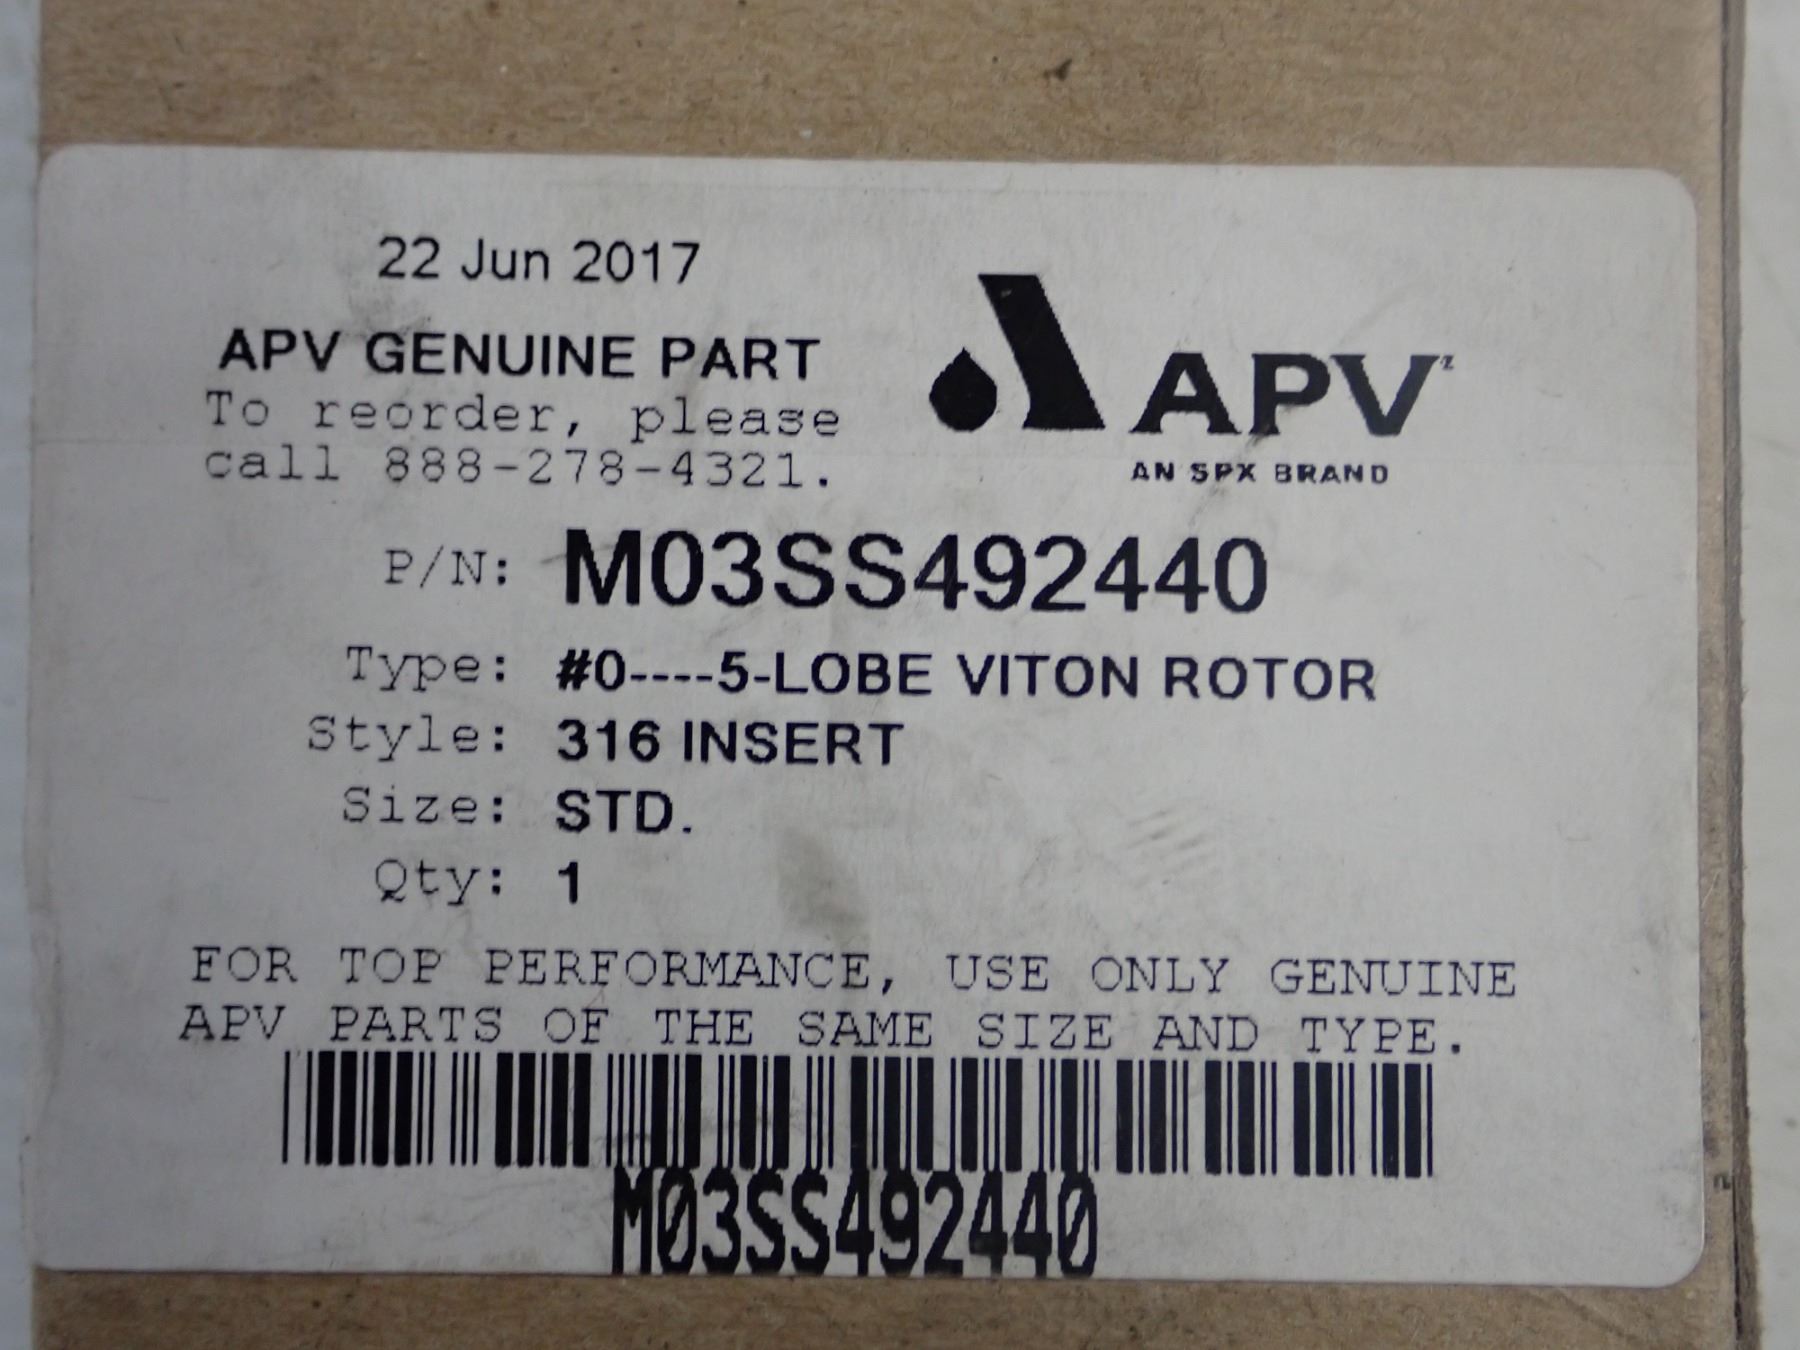 22 Jun 2017
APV GENUINE PART
To reorder, please
call 888-278-4321.
APV
AN SPX BRAND
P/N: M03SS492440
Type: #0----5-LOBE VITON ROTOR
Style: 316 INSERT
Size: STD.
Qty: 1
FOR TOP PERFORMANCE, USE ONLY GENUINE
APV PARTS OF THE SAME SIZE AND TYPE.
M03SS492440